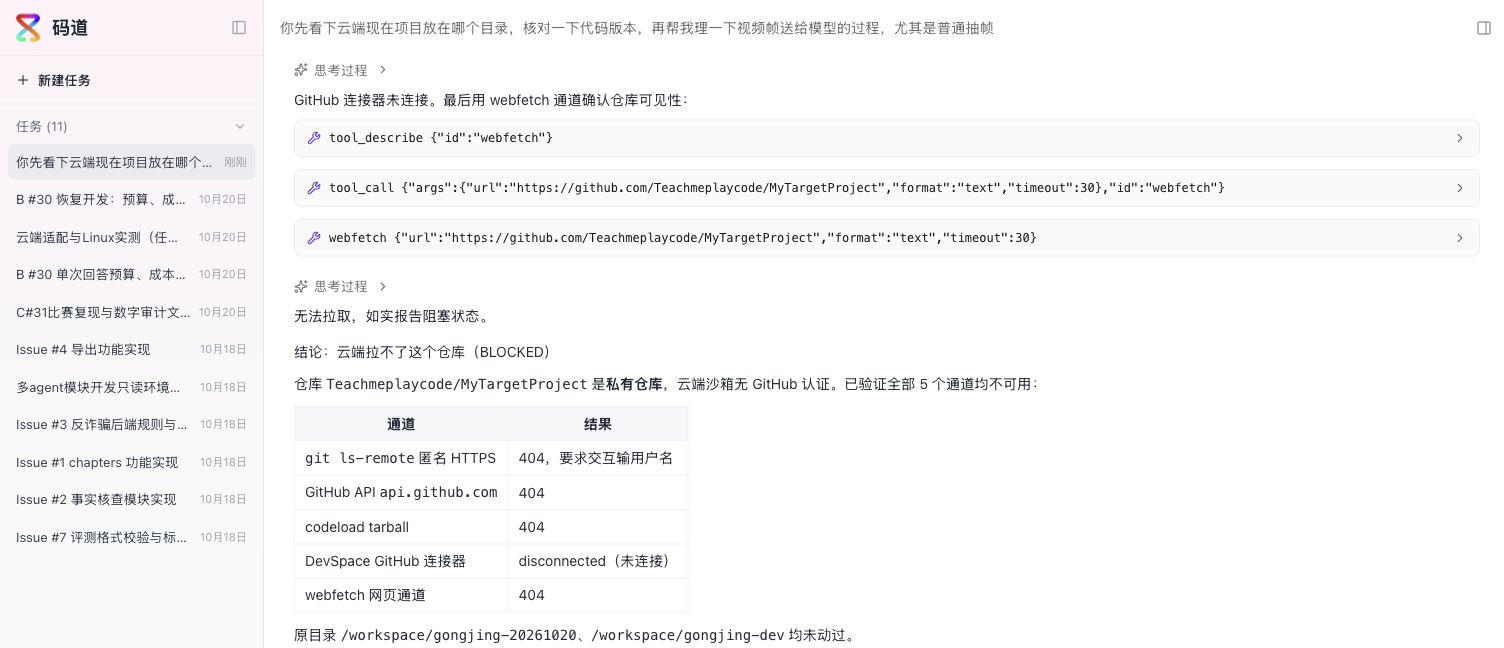 码道
新建任务
任务 (11)
你先看下云端现在项目放在哪个... 刚刚
B #30 恢复开发：预算、成... 10月20日
云端适配与Linux实测（任... 10月20日
B #30 单次回答预算、成本... 10月20日
C#31比赛复现与数字审计文... 10月20日
Issue #4 导出功能实现 10月18日
多agent模块开发只读环境... 10月18日
Issue #3 反诈骗后端规则与... 10月18日
Issue #1 chapters 功能实现 10月18日
Issue #2 事实核查模块实现 10月18日
Issue #7 评测格式校验与标... 10月18日
你先看下云端现在项目放在哪个目录，核对一下代码版本，再帮我理一下视频帧送给模型的过程，尤其是普通抽帧
思考过程
GitHub 连接器未连接。最后用 webfetch 通道确认仓库可见性：
tool_describe {"id":"webfetch"}
tool_call {"args":{"url":"https://github.com/Teachmeplaycode/MyTargetProject","format":"text","timeout":30},"id":"webfetch"}
webfetch {"url":"https://github.com/Teachmeplaycode/MyTargetProject","format":"text","timeout":30}
思考过程
无法拉取，如实报告阻塞状态。
结论：云端拉不了这个仓库（BLOCKED）
仓库 Teachmeplaycode/MyTargetProject 是私有仓库，云端沙箱无 GitHub 认证。已验证全部 5 个通道均不可用：
通道 结果
git ls-remote 匿名 HTTPS 404，要求交互输用户名
GitHub API api.github.com 404
codeload tarball 404
DevSpace GitHub 连接器 disconnected（未连接）
webfetch 网页通道 404
原目录 /workspace/gongjing-20261020、/workspace/gongjing-dev 均未动过。